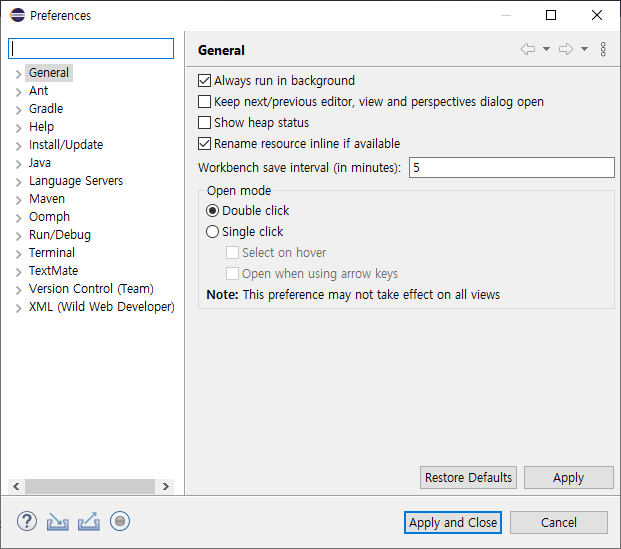 Preferences
General
General
Ant
Gradle
Help
Install/Update
Java
Language Servers
Maven
Oomph
Run/Debug
Terminal
TextMate
Version Control (Team)
XML (Wild Web Developer)
Always run in background
Keep next/previous editor, view and perspectives dialog open
Show heap status
Rename resource inline if available
Workbench save interval (in minutes): 5
Open mode
Double click
Single click
Select on hover
Open when using arrow keys
Note: This preference may not take effect on all views
Restore Defaults Apply
Apply and Close Cancel